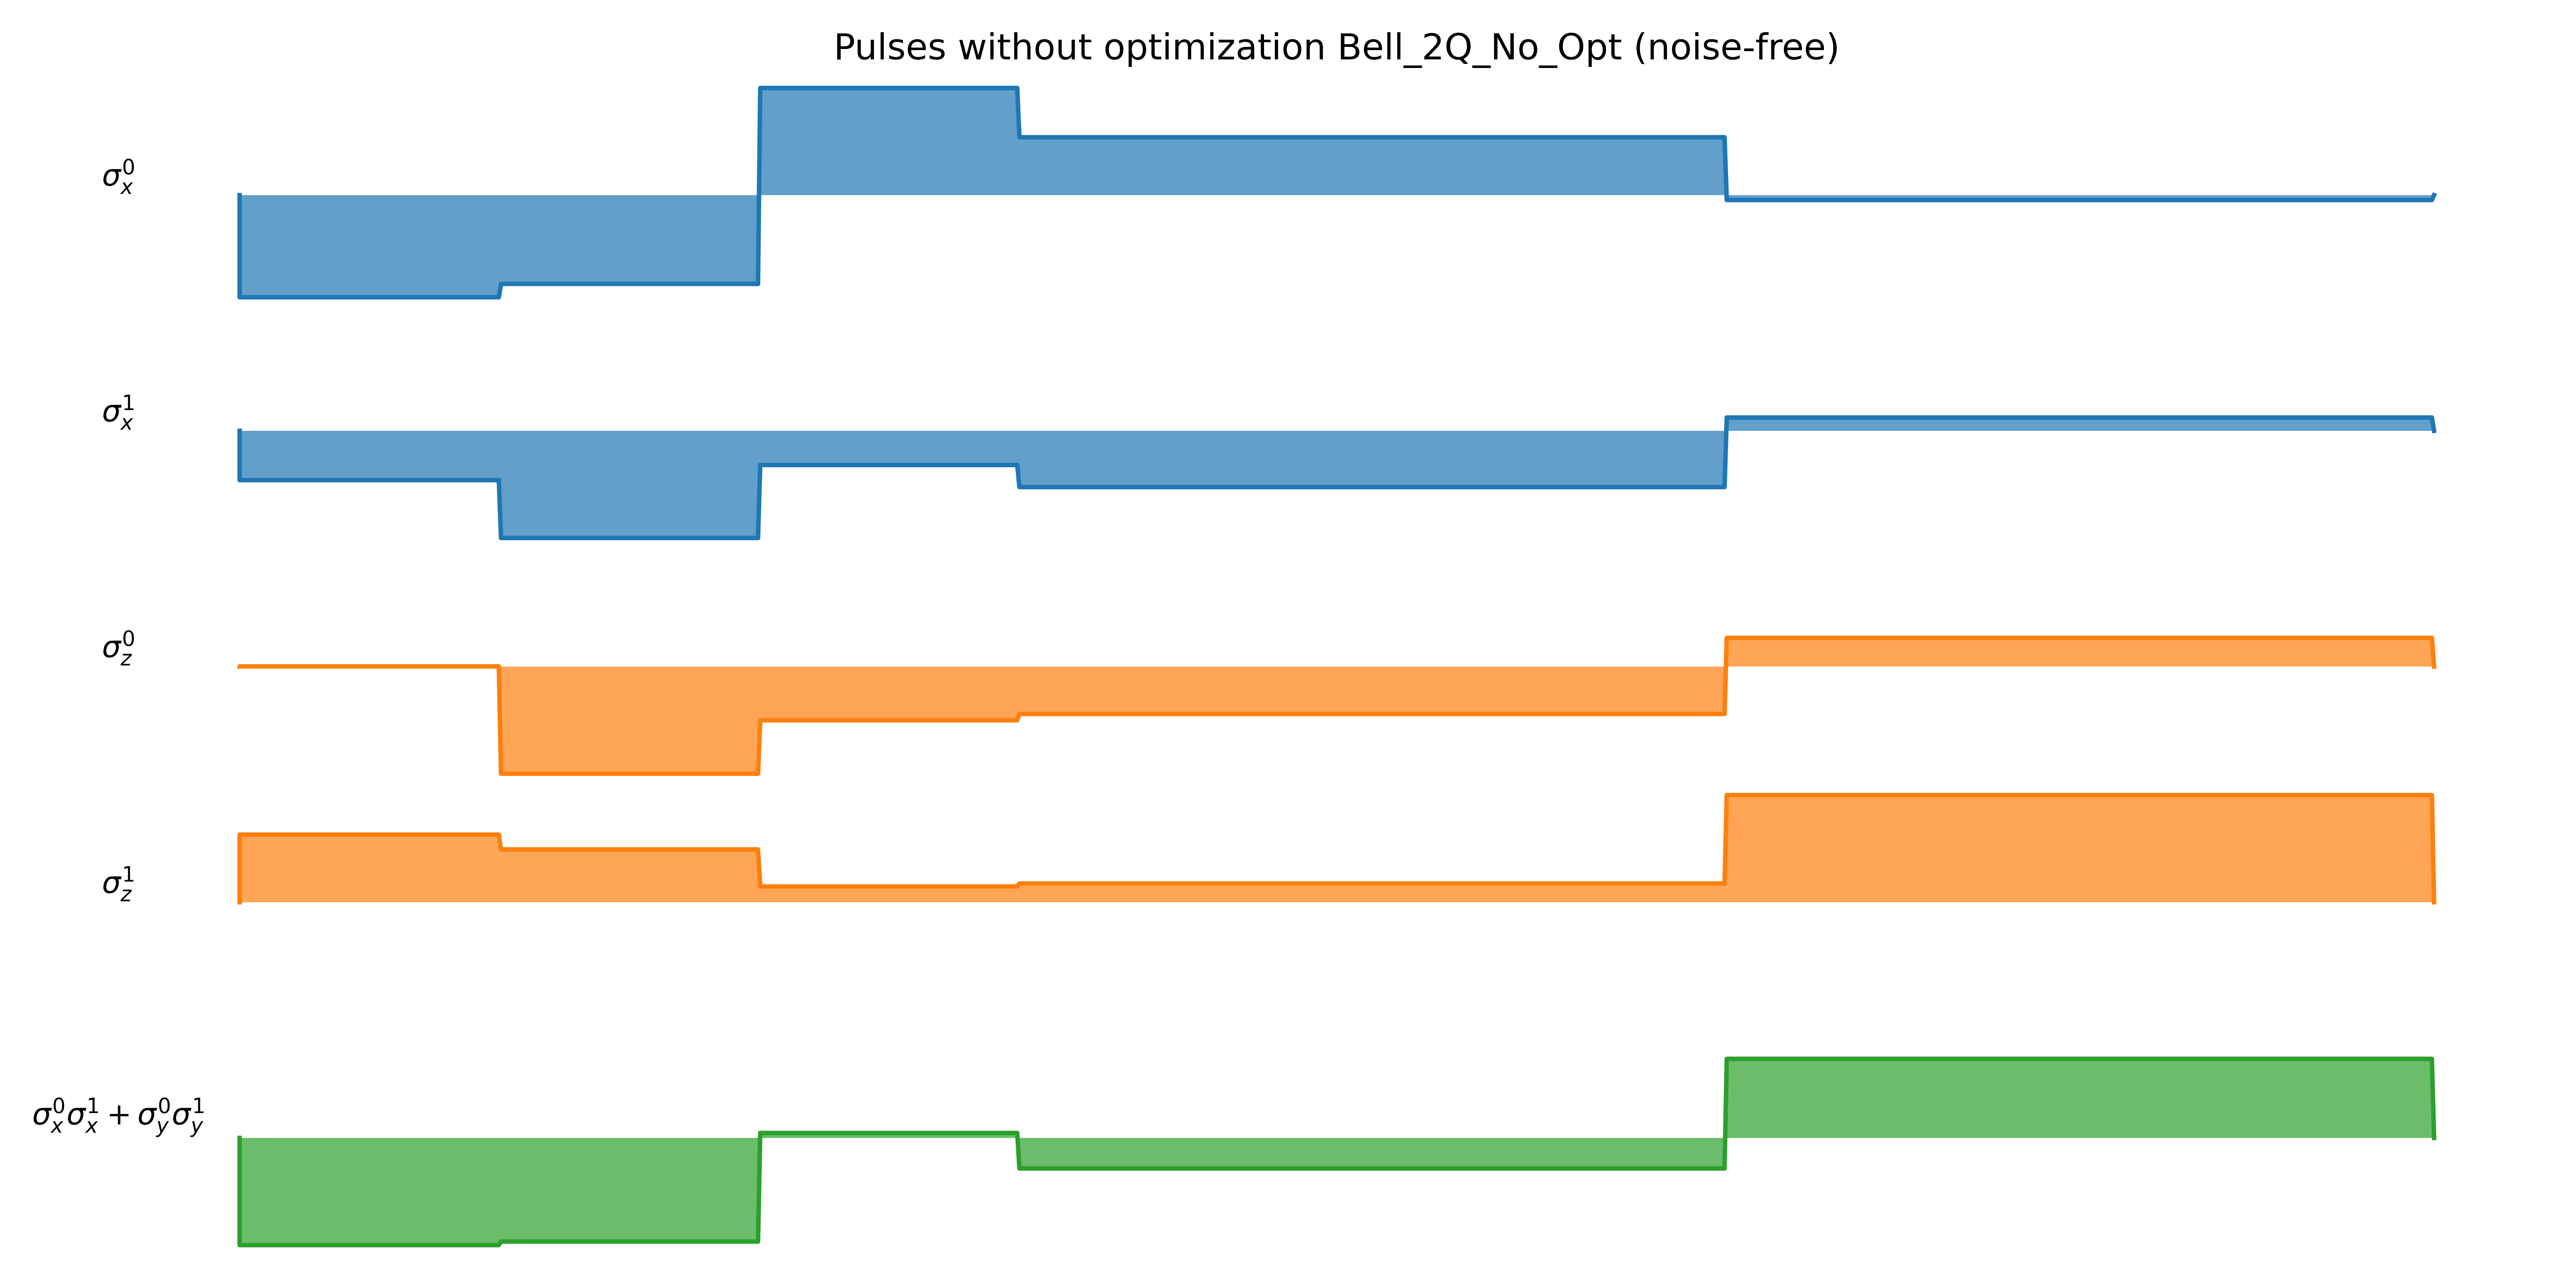 Pulses without optimization Bell_2Q_No_Opt (noise-free)
σ_x^0
σ_x^1
σ_z^0
σ_z^1
σ_x^0σ_x^1 + σ_y^0σ_y^1